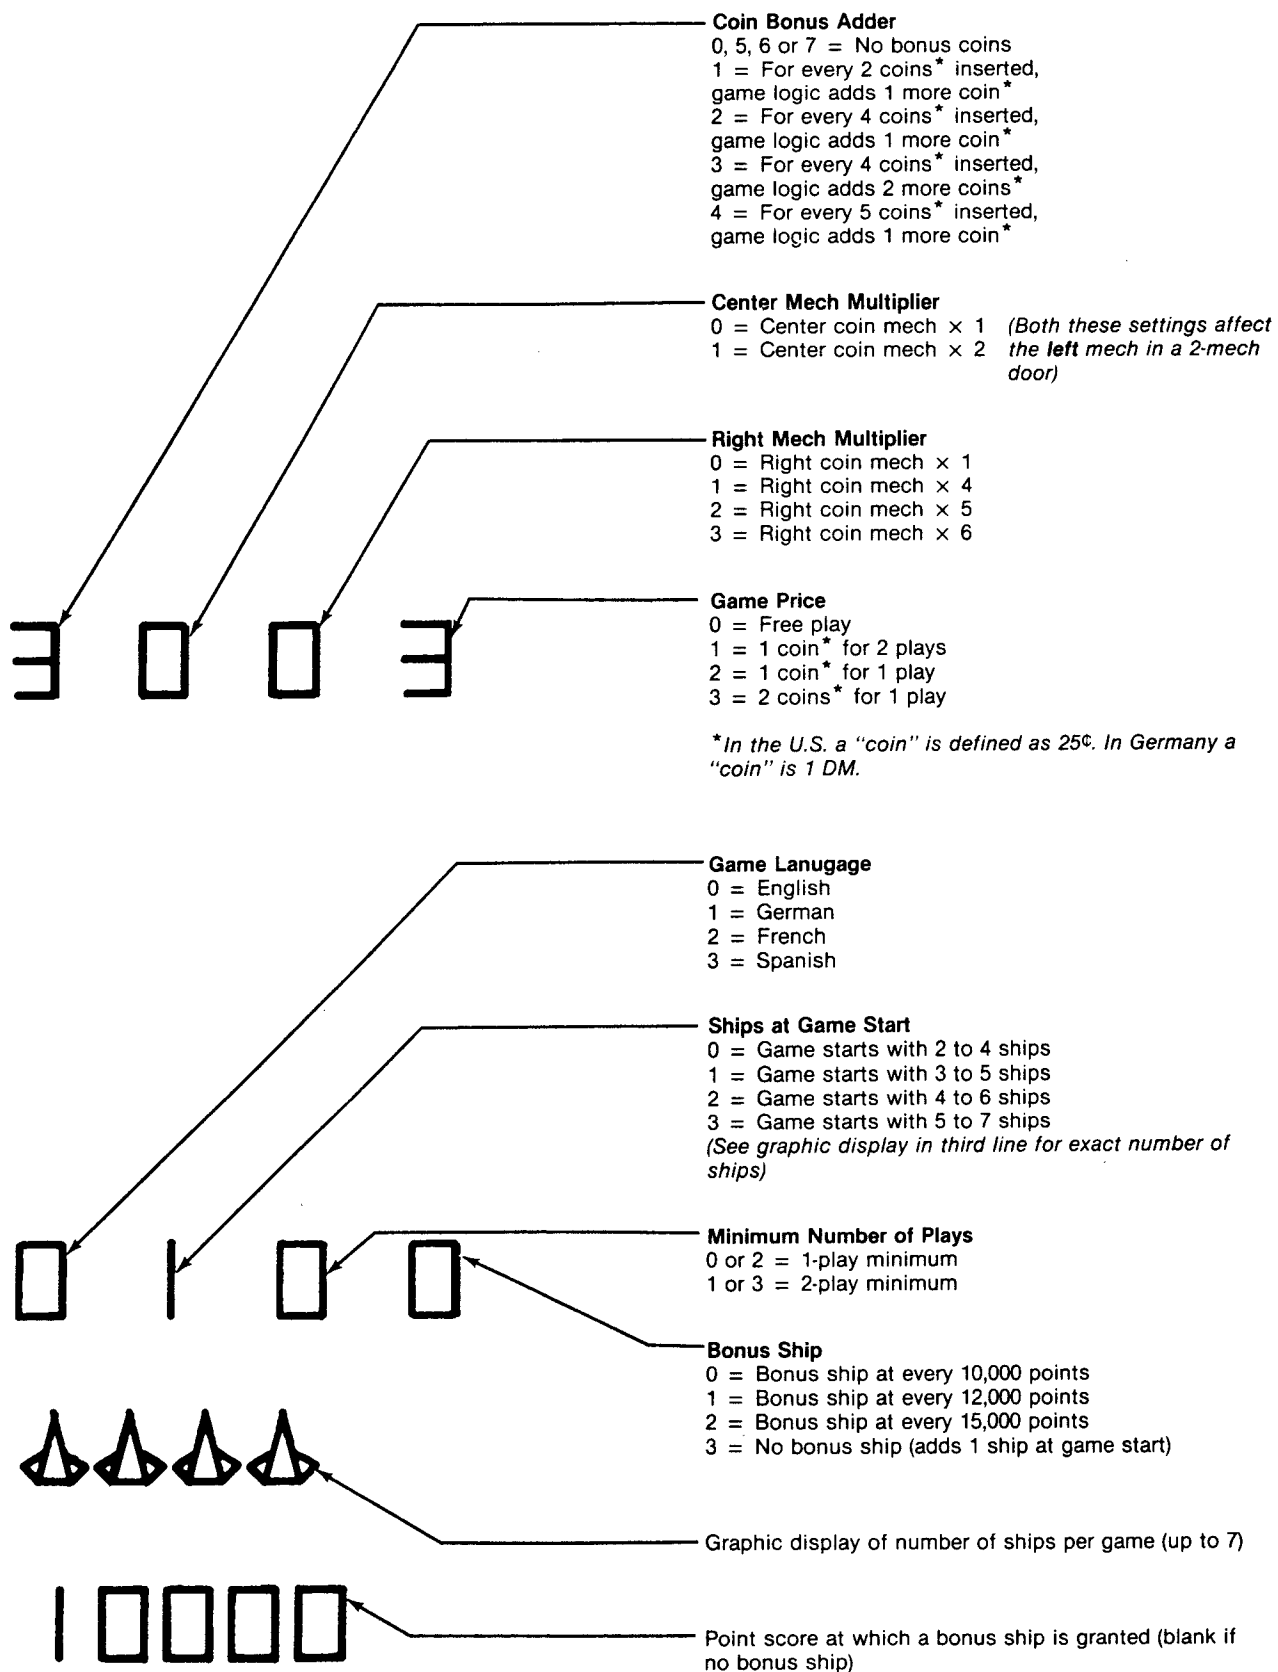 Coin Bonus Adder
0, 5, 6 or 7 = No bonus coins
1 = For every 2 coins* inserted,
game logic adds 1 more coin*
2 = For every 4 coins* inserted,
game logic adds 1 more coin*
3 = For every 4 coins* inserted,
game logic adds 2 more coins*
4 = For every 5 coins* inserted,
game logic adds 1 more coin*
Center Mech Multiplier
0 = Center coin mech × 1 (Both these settings affect
1 = Center coin mech × 2 the left mech in a 2-mech
door)
Right Mech Multiplier
0 = Right coin mech × 1
1 = Right coin mech × 4
2 = Right coin mech × 5
3 = Right coin mech × 6
3 0 0 3
Game Price
0 = Free play
1 = 1 coin* for 2 plays
2 = 1 coin* for 1 play
3 = 2 coins* for 1 play
*In the U.S. a “coin” is defined as 25¢. In Germany a
“coin” is 1 DM.
Game Lanugage
0 = English
1 = German
2 = French
3 = Spanish
Ships at Game Start
0 = Game starts with 2 to 4 ships
1 = Game starts with 3 to 5 ships
2 = Game starts with 4 to 6 ships
3 = Game starts with 5 to 7 ships
(See graphic display in third line for exact number of
ships)
0 1 0 0
Minimum Number of Plays
0 or 2 = 1-play minimum
1 or 3 = 2-play minimum
Bonus Ship
0 = Bonus ship at every 10,000 points
1 = Bonus ship at every 12,000 points
2 = Bonus ship at every 15,000 points
3 = No bonus ship (adds 1 ship at game start)
Graphic display of number of ships per game (up to 7)
10000
Point score at which a bonus ship is granted (blank if
no bonus ship)